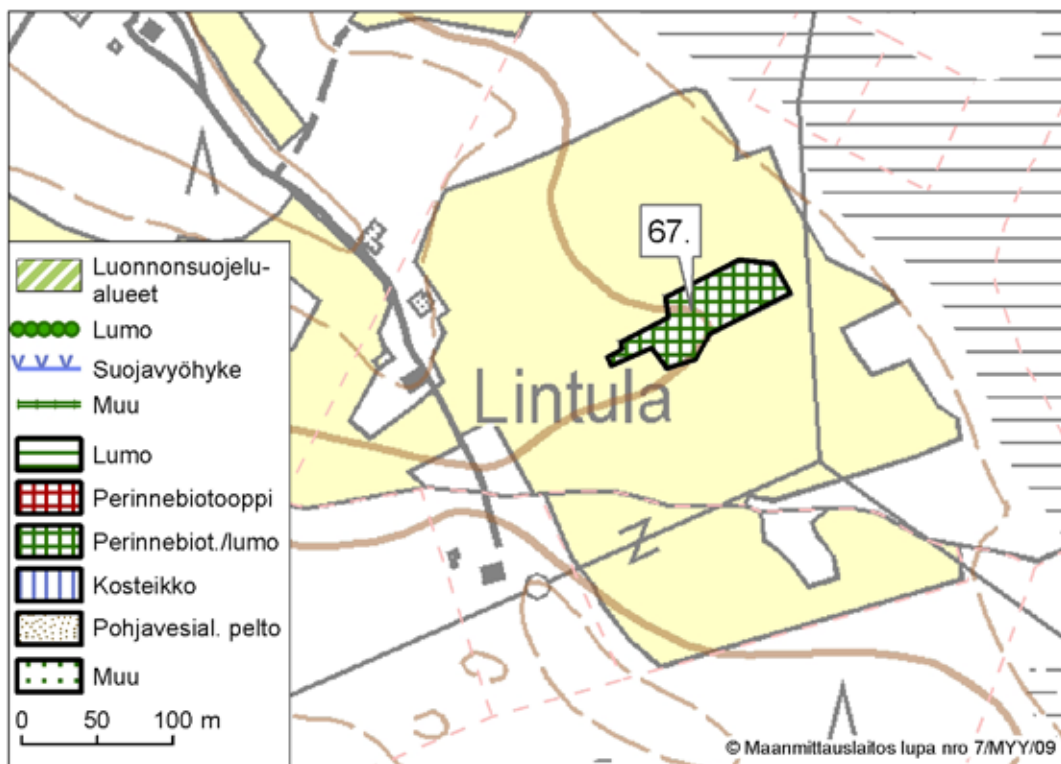 67.
Lintula
Luonnonsuojelu-
alueet
Lumo
Suojavyöhyke
Muu
Lumo
Perinnebiotooppi
Perinnebiot./lumo
Kosteikko
Pohjavesial. pelto
Muu
0 50 100 m
© Maanmittauslaitos lupa nro 7/MYY/09